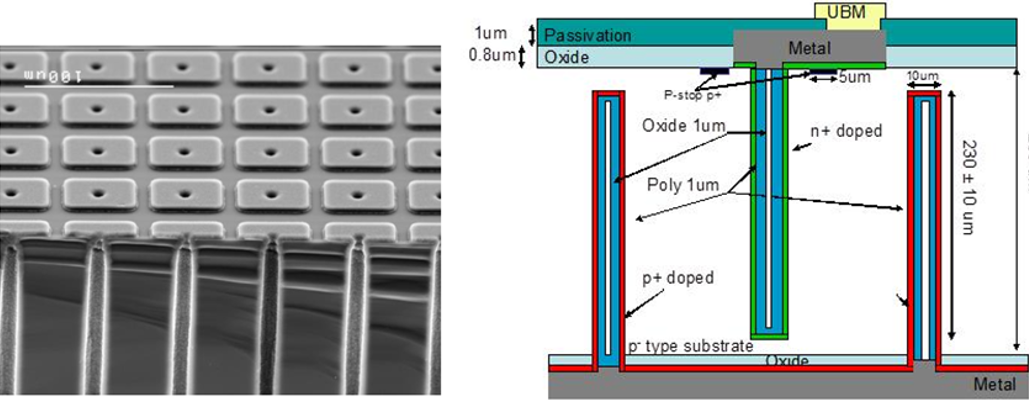 100um
UBM
1um
Passivation
0.8um
Oxide
Metal
5um
10um
P-stop p+
Oxide 1um
n+ doped
230 ± 10 um
Poly 1um
p+ doped
p- type substrate
Oxide
Metal